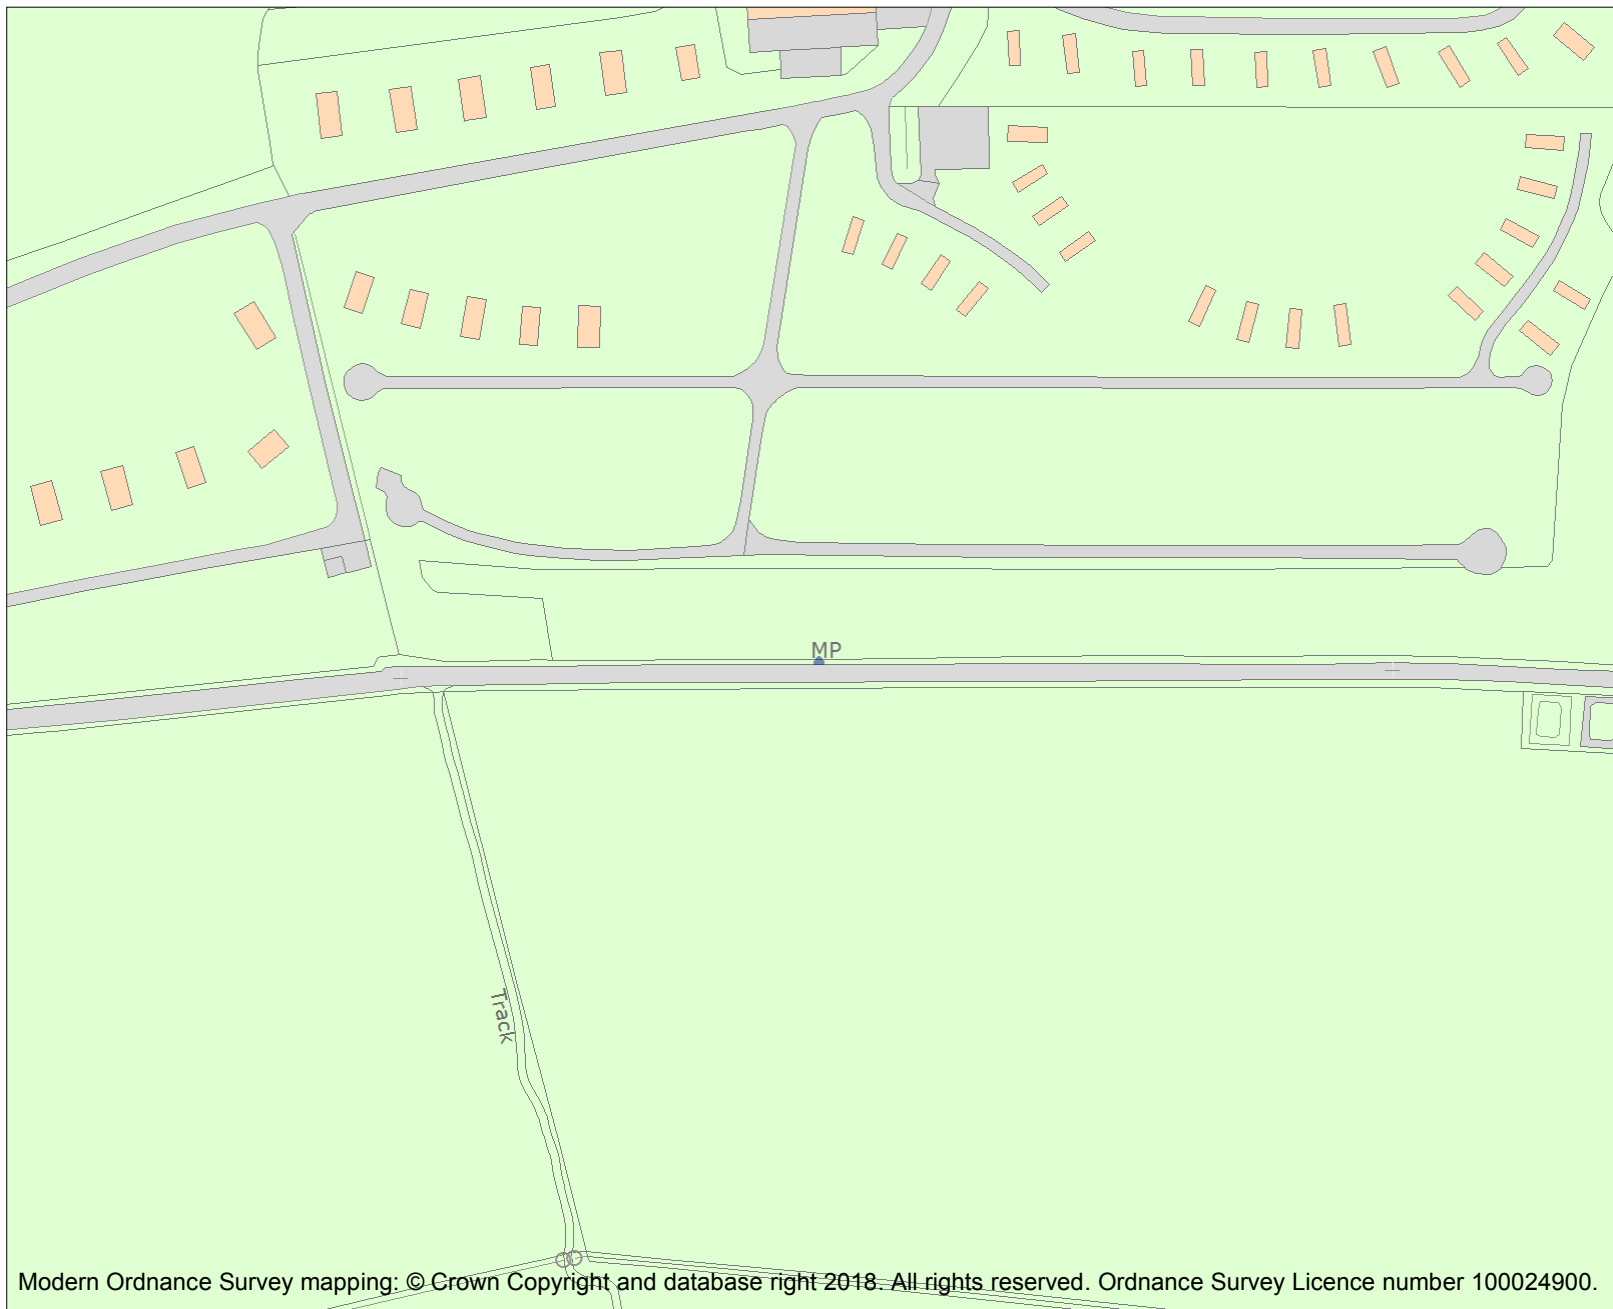 MP
Track
Modern Ordnance Survey mapping: © Crown Copyright and database right 2018. All rights reserved. Ordnance Survey Licence number 100024900.